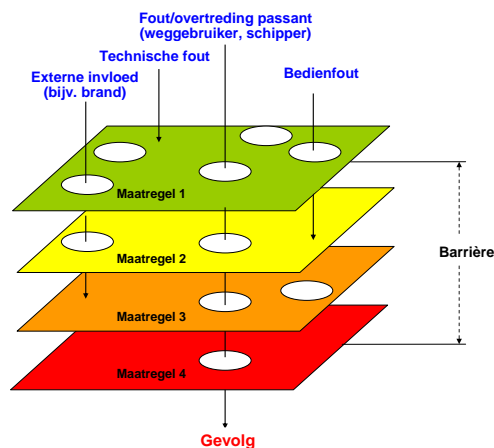 Fout/overtreding passant
(weggebruiker, schipper)
Technische fout
Externe invloed
(bijv. brand)
Bedienfout
Maatregel 1
Maatregel 2
Barrière
Maatregel 3
Maatregel 4
Gevolg